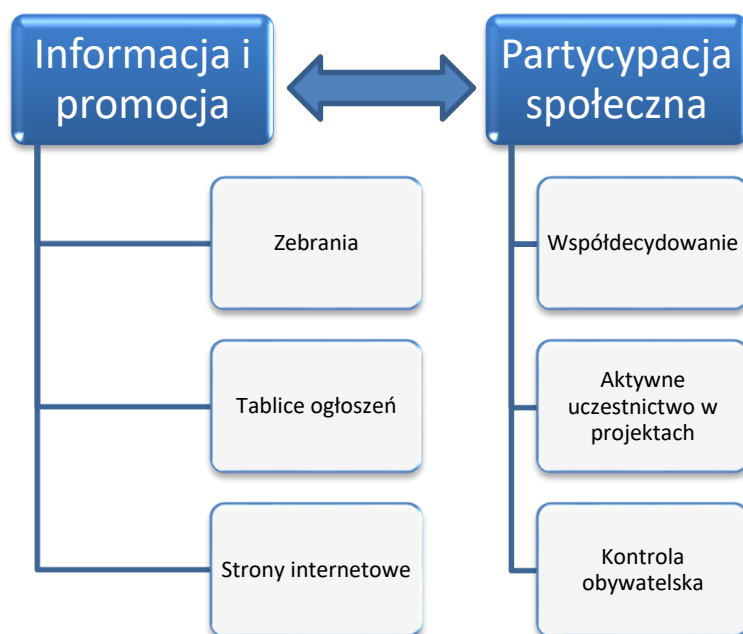 Informacja i
promocja
Zebrania
Tablice ogłoszeń
Strony internetowe
Partycypacja
społeczna
Współdecydowanie
Aktywne
uczestnictwo w
projektach
Kontrola
obywatelska